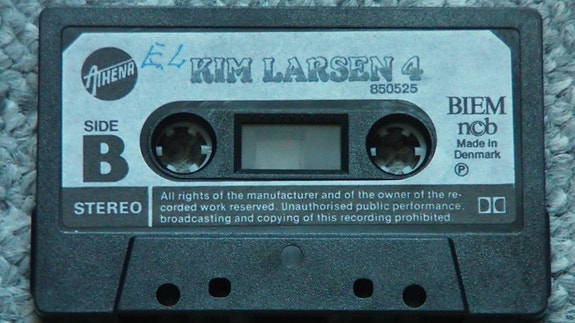 ATHENA
EL
KIM LARSEN 4
850525
SIDE
B
BIEM
ncb
Made in
Denmark
P
STEREO
All rights of the manufacturer and of the owner of the re-
corded work reserved. Unauthorised public performance,
broadcasting and copying of this recording prohibited.